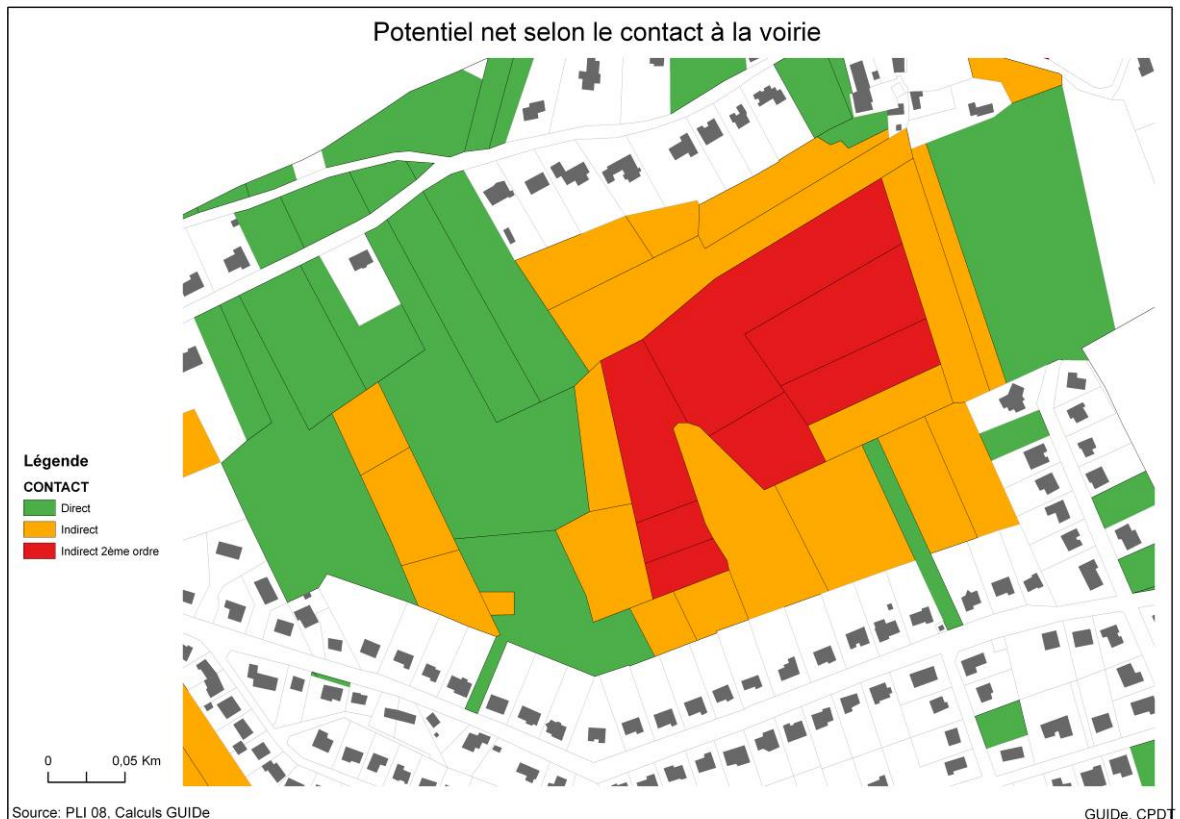 Potentiel net selon le contact à la voirie
Légende
CONTACT
Direct
Indirect
Indirect 2ème ordre
0 0,05 Km
Source: PLI 08, Calculs GUIDe
GUIDe, CPDT